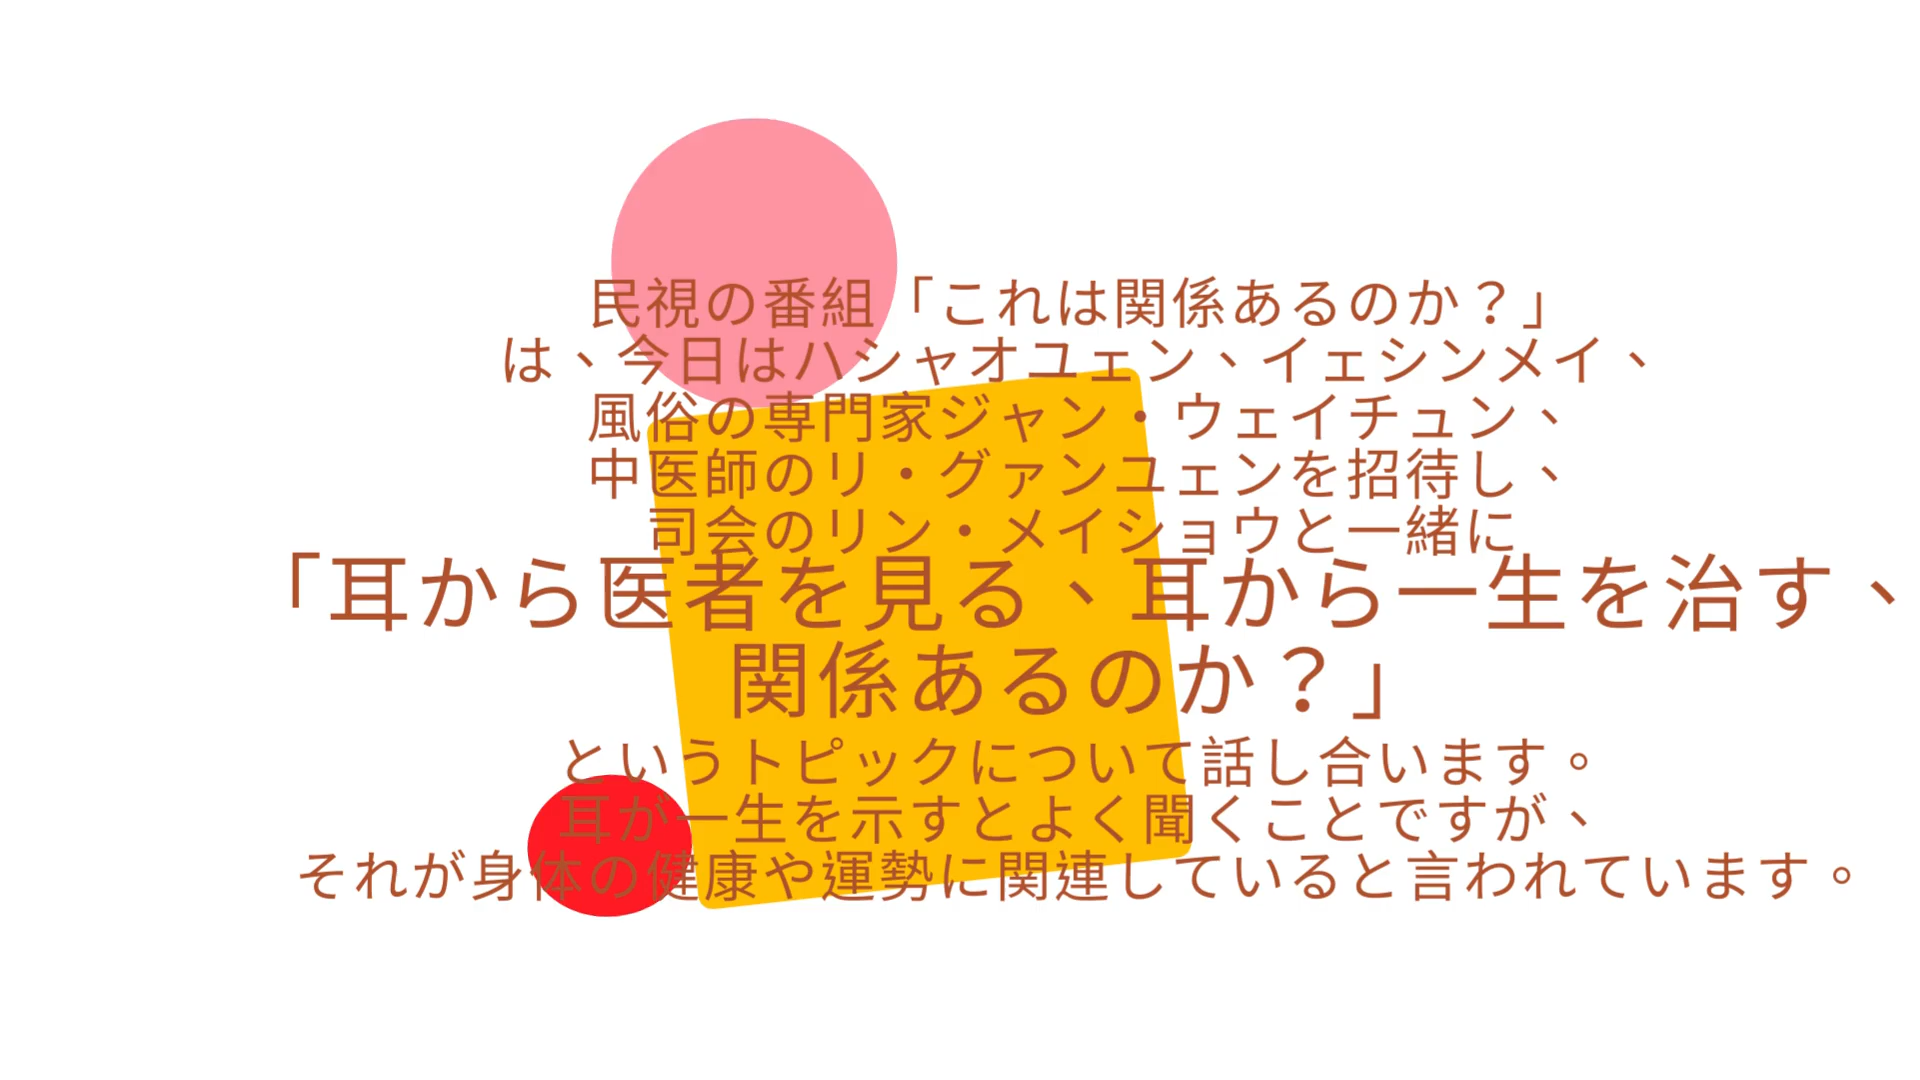 民視の番組「これは関係あるのか？」
は、今日はハシャオユェン、イェシンメイ、
風俗の専門家ジャン・ウェイチュン、
中医師のリ・グァンユェンを招待し、
司会のリン・メイショウと一緒に
「耳から医者を見る、耳から一生を治す、
関係あるのか？」
というトピックについて話し合います。
耳が一生を示すとよく聞くことですが、
それが身体の健康や運勢に関連していると言われています。